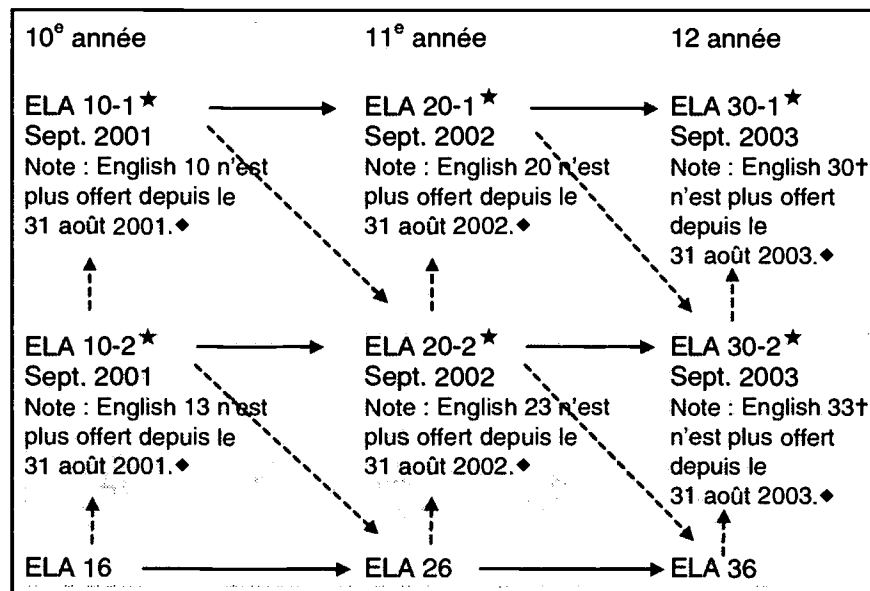 10e année
11e année
12 année
ELA 10-1★
Sept. 2001
Note : English 10 n'est
plus offert depuis le
31 août 2001.◆
ELA 20-1★
Sept. 2002
Note : English 20 n'est
plus offert depuis le
31 août 2002.◆
ELA 30-1★
Sept. 2003
Note : English 30†
n'est plus offert
depuis le
31 août 2003.◆
ELA 10-2★
Sept. 2001
Note : English 13 n'est
plus offert depuis le
31 août 2001.◆
ELA 20-2★
Sept. 2002
Note : English 23 n'est
plus offert depuis le
31 août 2002.◆
ELA 30-2★
Sept. 2003
Note : English 33†
n'est plus offert
depuis le
31 août 2003.◆
ELA 16
ELA 26
ELA 36